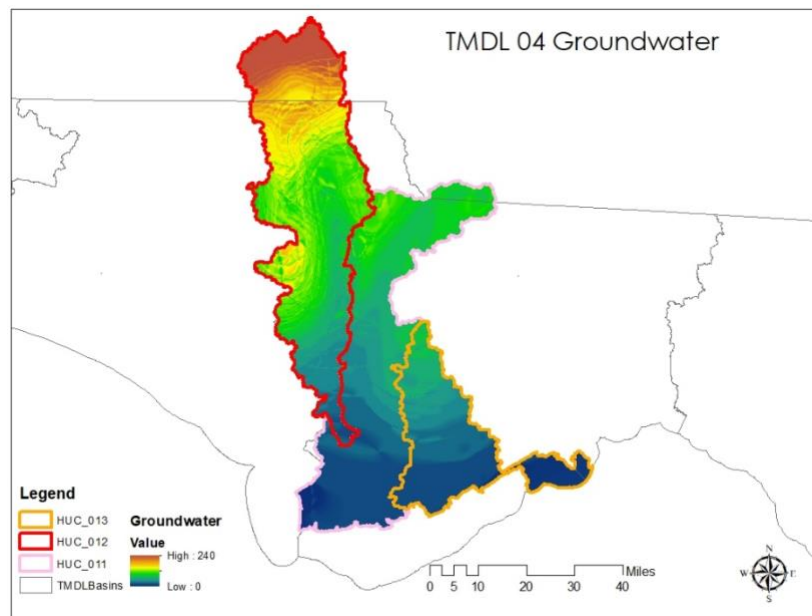 TMDL 04 Groundwater
Legend
HUC_013
HUC_012
HUC_011
TMDLBasins
Groundwater
Value
High : 240
Low : 0
Miles
0 5 10 20 30 40
N
W E
S